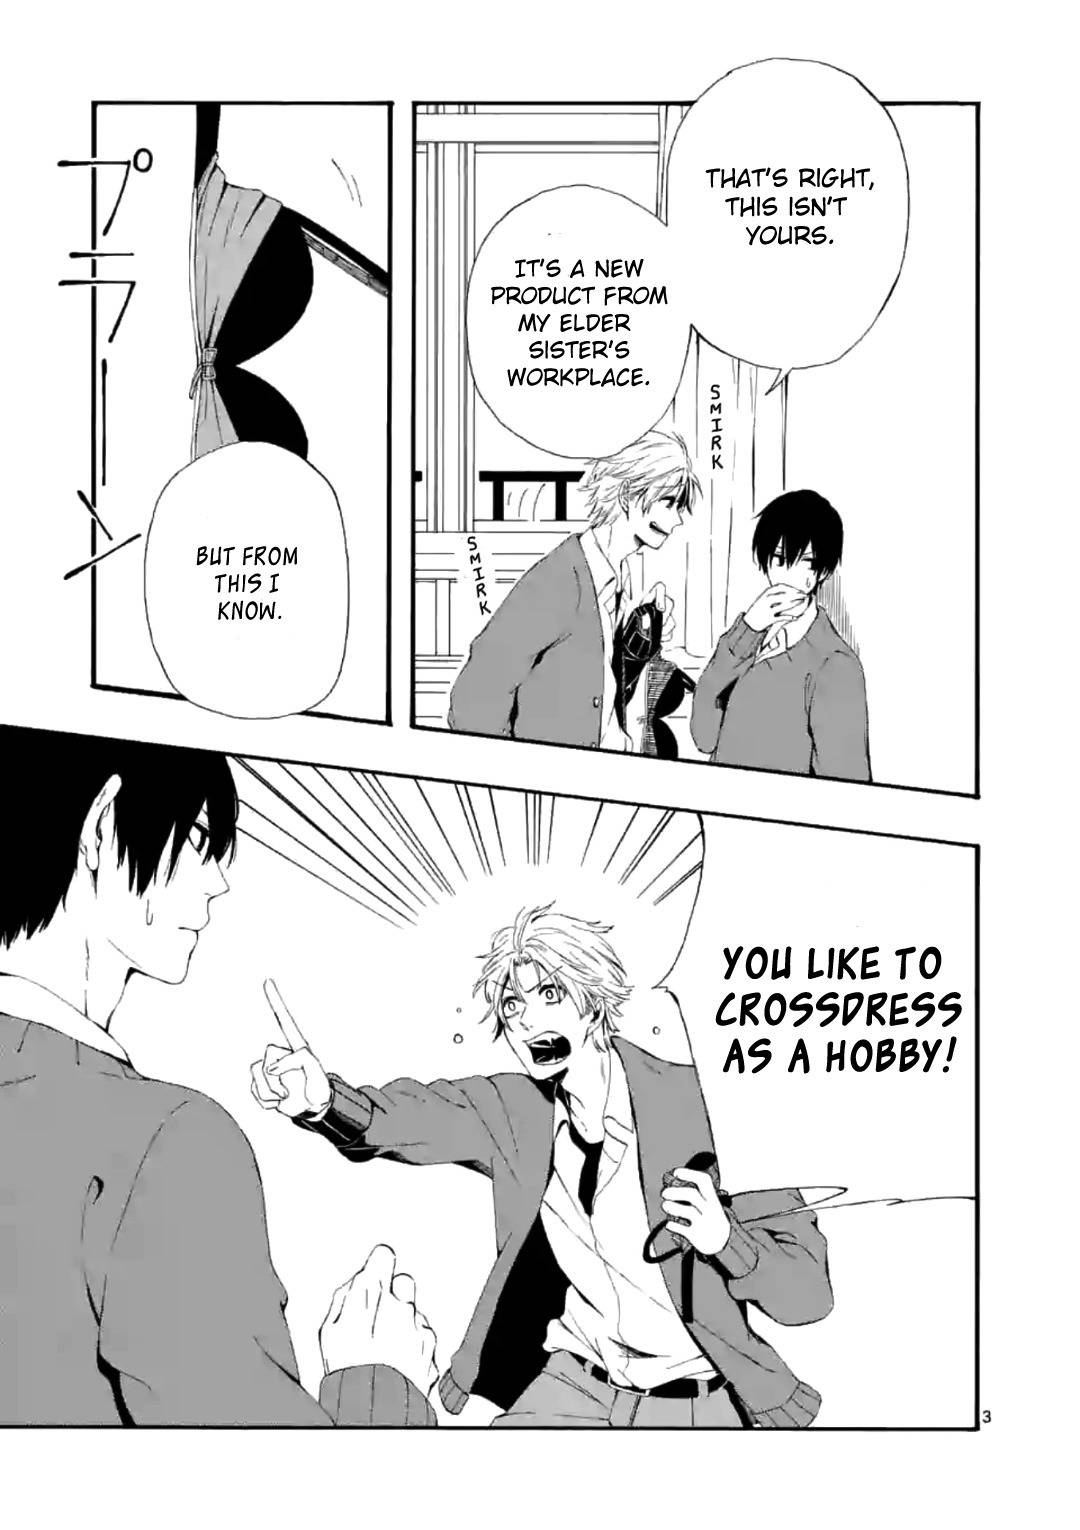 THAT'S RIGHT,
THIS ISN'T
YOURS.
IT'S A NEW
PRODUCT FROM
MY ELDER
SISTER'S
WORKPLACE.
SMIRK
SMIRK
プラーン
BUT FROM
THIS I
KNOW.
YOU LIKE TO
CROSSDRESS
AS A HOBBY!
3